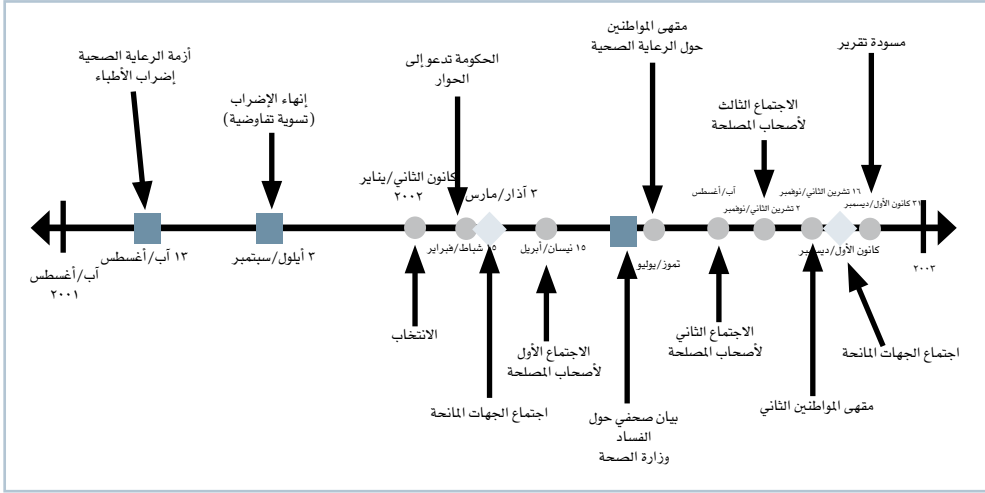 أزمة الرعاية الصحية
إضراب الأطباء
إنهاء الإضراب
(تسوية تفاوضية)
الحكومة تدعو إلى
الحوار
مقهى المواطنين
حول الرعاية الصحية
الاجتماع الثالث
لأصحاب المصلحة
مسودة تقرير
آب/أغسطس
٢٠٠١
١٣ آب/أغسطس
٣ أيلول/سبتمبر
كانون الثاني/يناير
٢٠٠٢
١٥ شباط/فبراير
٣ آذار/مارس
١٥ نيسان/أبريل
تموز/يوليو
آب/أغسطس
٢ تشرين الثاني/نوفمبر
١٦ تشرين الثاني/نوفمبر
كانون الأول/ديسمبر
٣١ كانون الأول/ديسمبر
٢٠٠٣
الانتخاب
اجتماع الجهات المانحة
الاجتماع الأول
لأصحاب المصلحة
بيان صحفي حول
الفساد
وزارة الصحة
الاجتماع الثاني
لأصحاب المصلحة
مقهى المواطنين الثاني
اجتماع الجهات المانحة